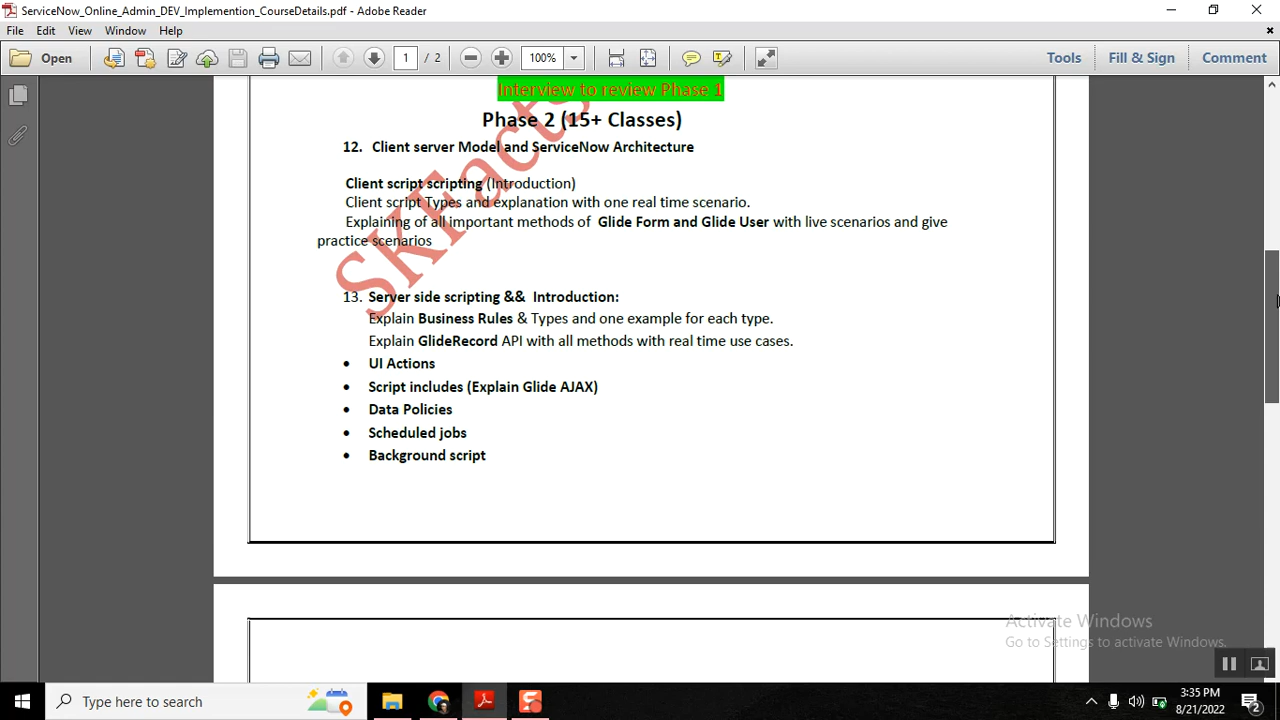 ServiceNow_Online_Admin_DEV_Implemention_CourseDetails.pdf - Adobe Reader
File Edit View Window Help
Open 1 / 2 100% Tools Fill & Sign Comment
Interview to review Phase 1
Phase 2 (15+ Classes)
12. Client server Model and ServiceNow Architecture
Client script scripting (Introduction)
Client script Types and explanation with one real time scenario.
Explaining of all important methods of Glide Form and Glide User with live scenarios and give
practice scenarios
SKFacts
13. Server side scripting && Introduction:
Explain Business Rules & Types and one example for each type.
Explain GlideRecord API with all methods with real time use cases.
• UI Actions
• Script includes (Explain Glide AJAX)
• Data Policies
• Scheduled jobs
• Background script
Activate Windows
Go to Settings to activate Windows.
Type here to search
3:35 PM
8/21/2022
2